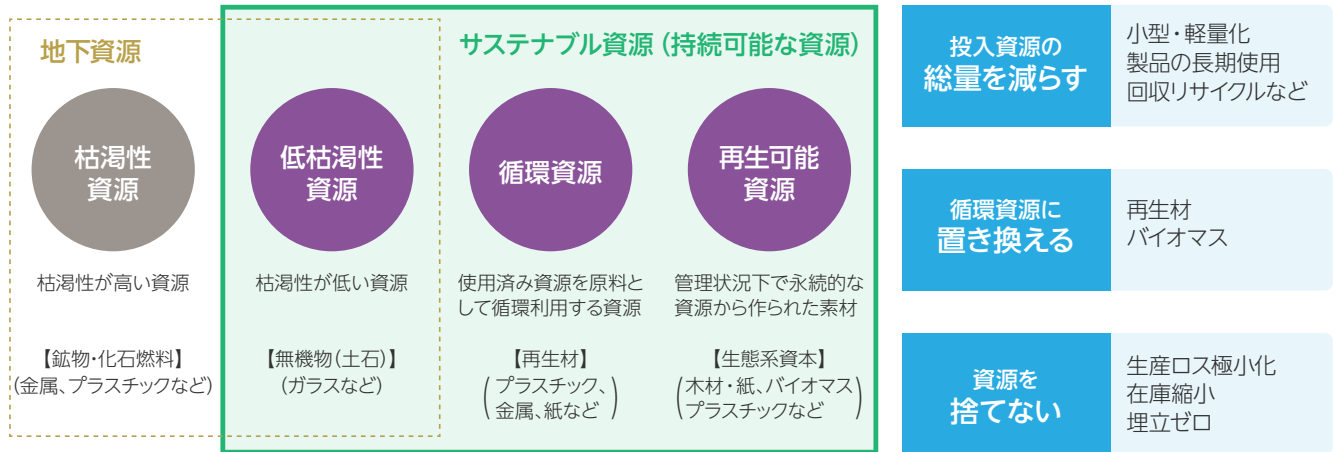 地下資源
サステナブル資源(持続可能な資源)
枯渇性
資源
低枯渇性
資源
循環資源
再生可能
資源
枯渇性が高い資源
枯渇性が低い資源
使用済み資源を原料と
して循環利用する資源
管理状況下で永続的な
資源から作られた素材
【鉱物・化石燃料】
(金属、プラスチックなど)
【無機物(土石)】
(ガラスなど)
【再生材】
(プラスチック、
金属、紙など)
【生態系資本】
(木材・紙、バイオマス
プラスチックなど)
投入資源の
総量を減らす
小型・軽量化
製品の長期使用
回収リサイクルなど
循環資源に
置き換える
再生材
バイオマス
資源を
捨てない
生産ロス極小化
在庫縮小
埋立ゼロ